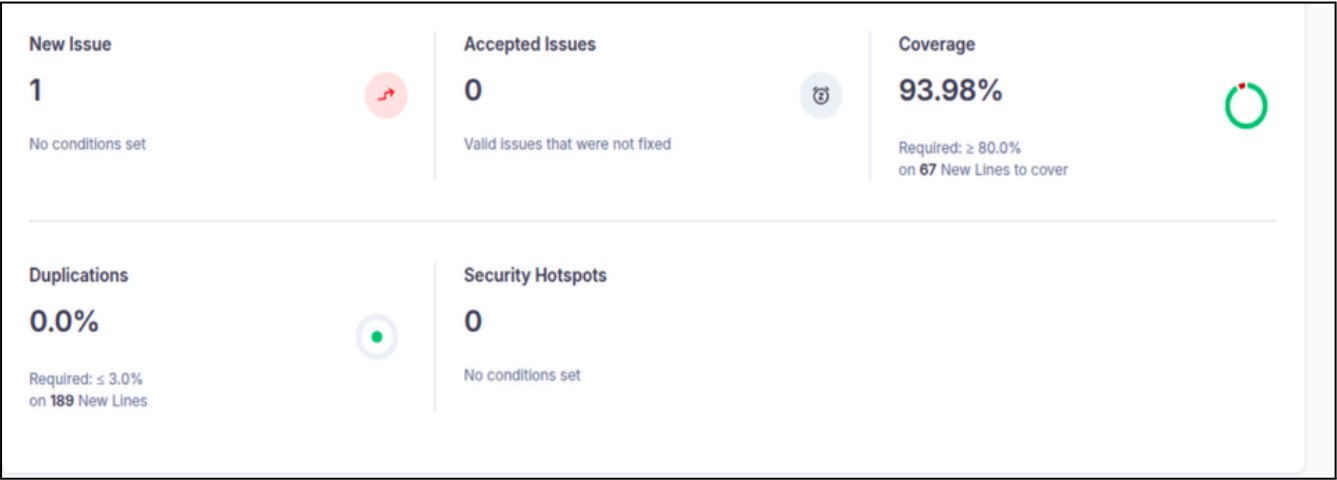 New Issue
1
No conditions set
Accepted Issues
0
Valid issues that were not fixed
Coverage
93.98%
Required: ≥ 80.0%
on 67 New Lines to cover
Duplications
0.0%
Required: ≤ 3.0%
on 189 New Lines
Security Hotspots
0
No conditions set